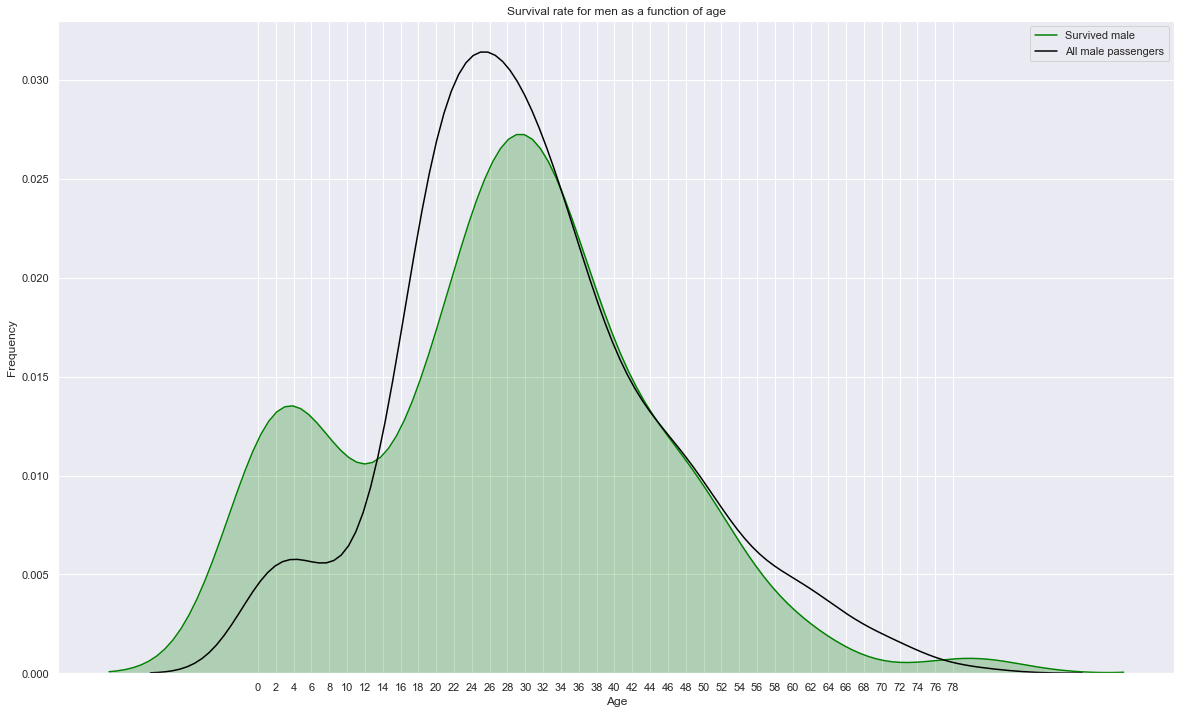 Survival rate for men as a function of age
Survived male
All male passengers
0.030
0.025
0.020
0.015
0.010
0.005
0.000
Frequency
0 2 4 6 8 10 12 14 16 18 20 22 24 26 28 30 32 34 36 38 40 42 44 46 48 50 52 54 56 58 60 62 64 66 68 70 72 74 76 78
Age